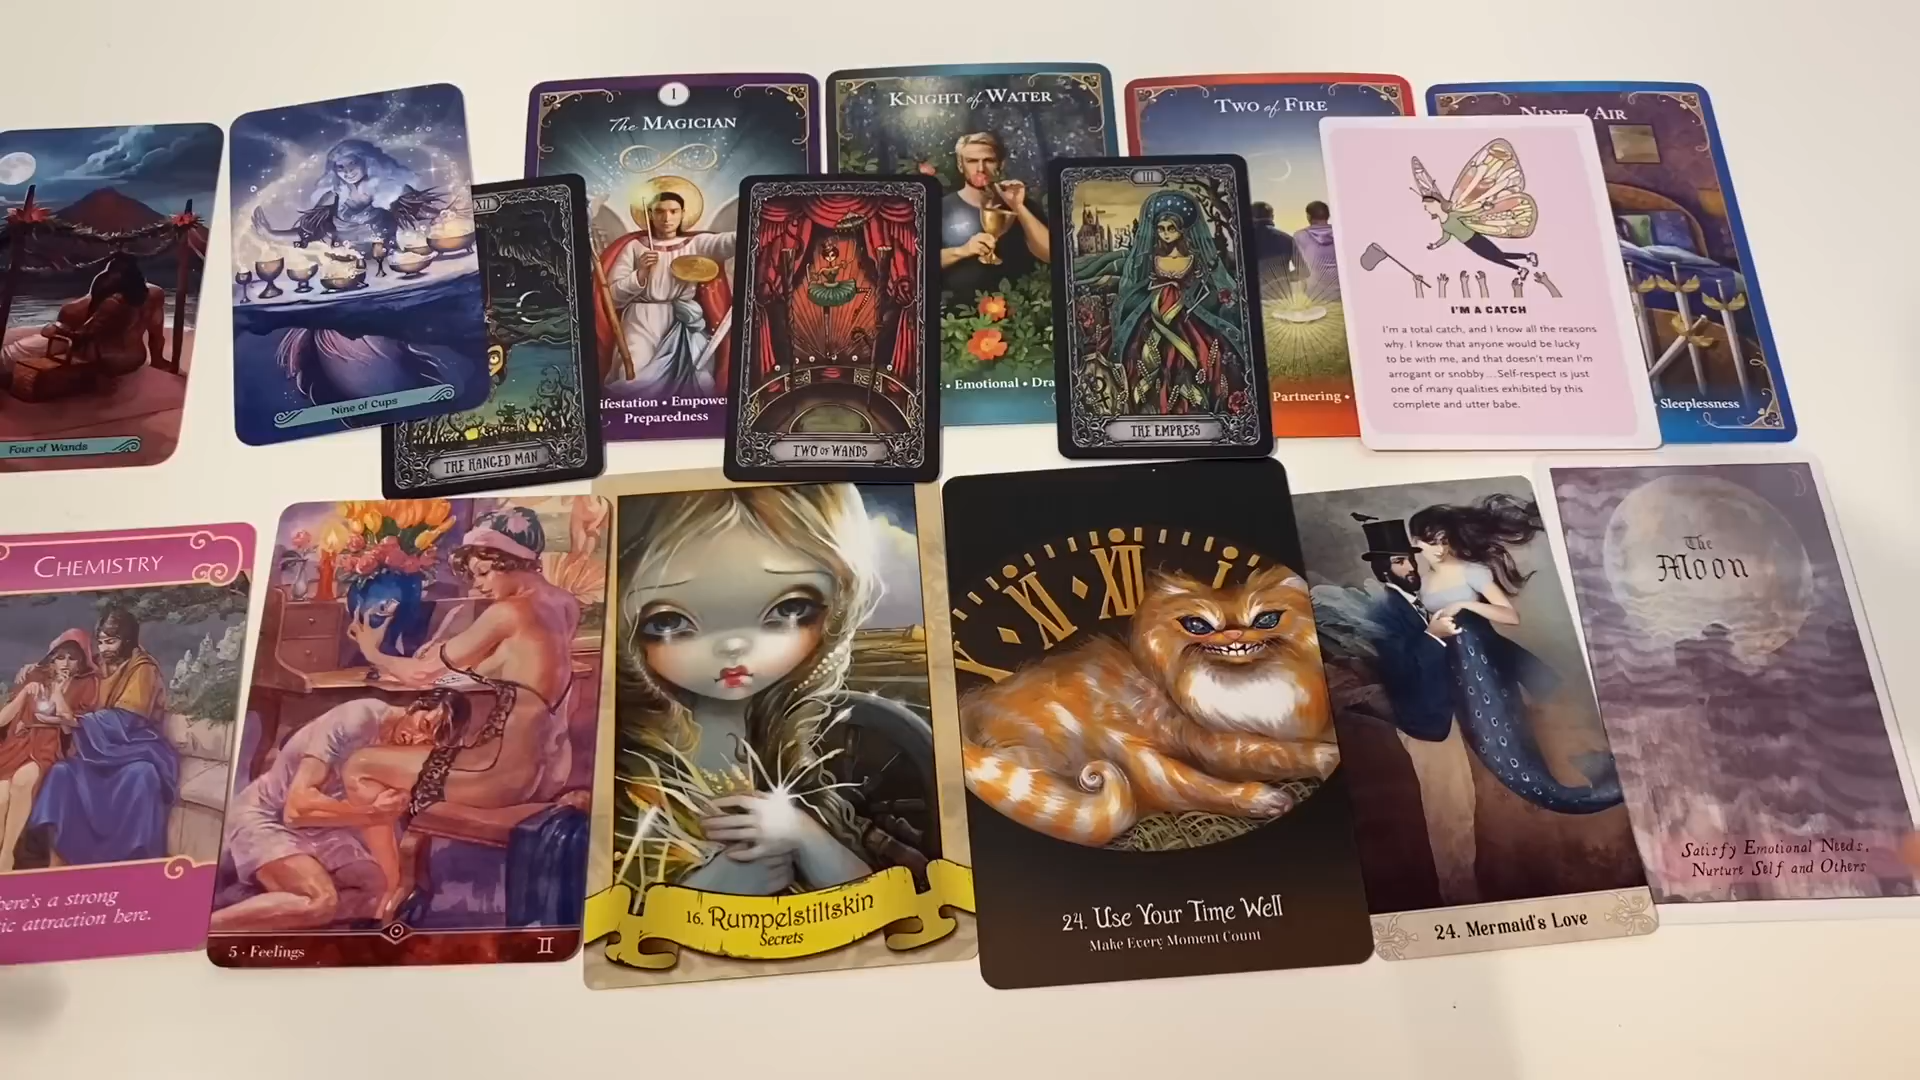 Four of Wands
Nine of Cups
XII
THE HANGED MAN
1
The MAGICIAN
ifestation • Empower
Preparedness
TWO OF WANDS
KNIGHT of WATER
• Emotional • Dra
III
THE EMPRESS
TWO of FIRE
Partnering •
I'M A CATCH
I'm a total catch, and I know all the reasons
why. I know that anyone would be lucky
to be with me, and that doesn't mean I'm
arrogant or snobby...Self-respect is just
one of many qualities exhibited by this
complete and utter babe.
NINE of AIR
• Sleeplessness
CHEMISTRY
here's a strong
ic attraction here.
5 • Feelings
16. Rumpelstiltskin
Secrets
X XI XII I
24. Use Your Time Well
Make Every Moment Count
24. Mermaid's Love
The
Moon
Satisfy Emotional Needs,
Nurture Self and Others